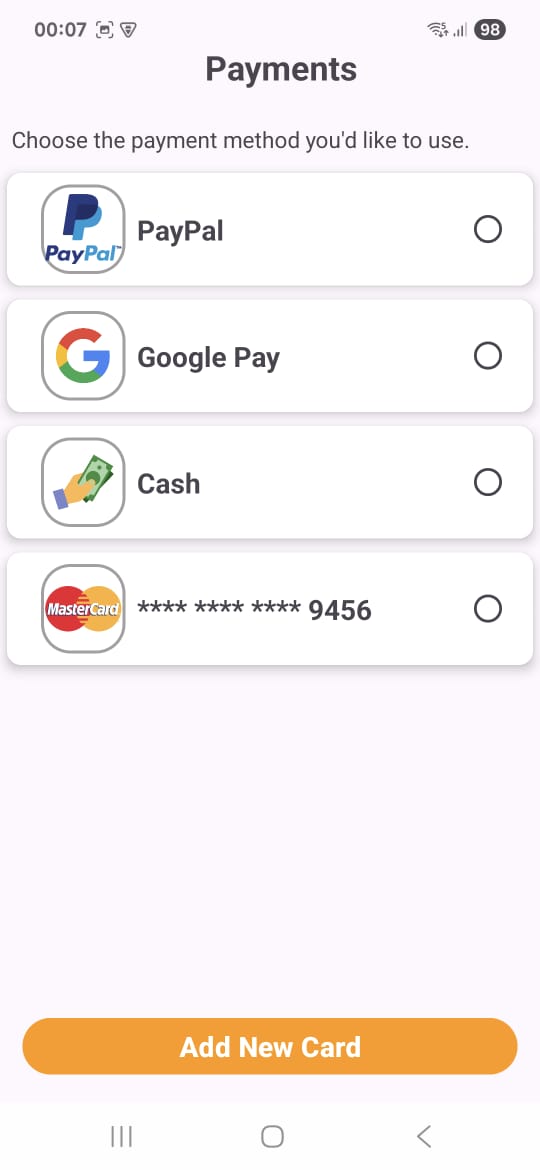 00:07
98
Payments
Choose the payment method you'd like to use.
PayPal™
PayPal
Google Pay
Cash
MasterCard
**** **** **** 9456
Add New Card